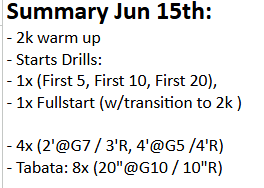 Summary Jun 15th:
- 2k warm up
- Starts Drills:
- 1x (First 5, First 10, First 20),
- 1x Fullstart (w/transition to 2k )
- 4x (2'@G7 / 3'R, 4'@G5 /4'R)
- Tabata: 8x (20"@G10 / 10"R)